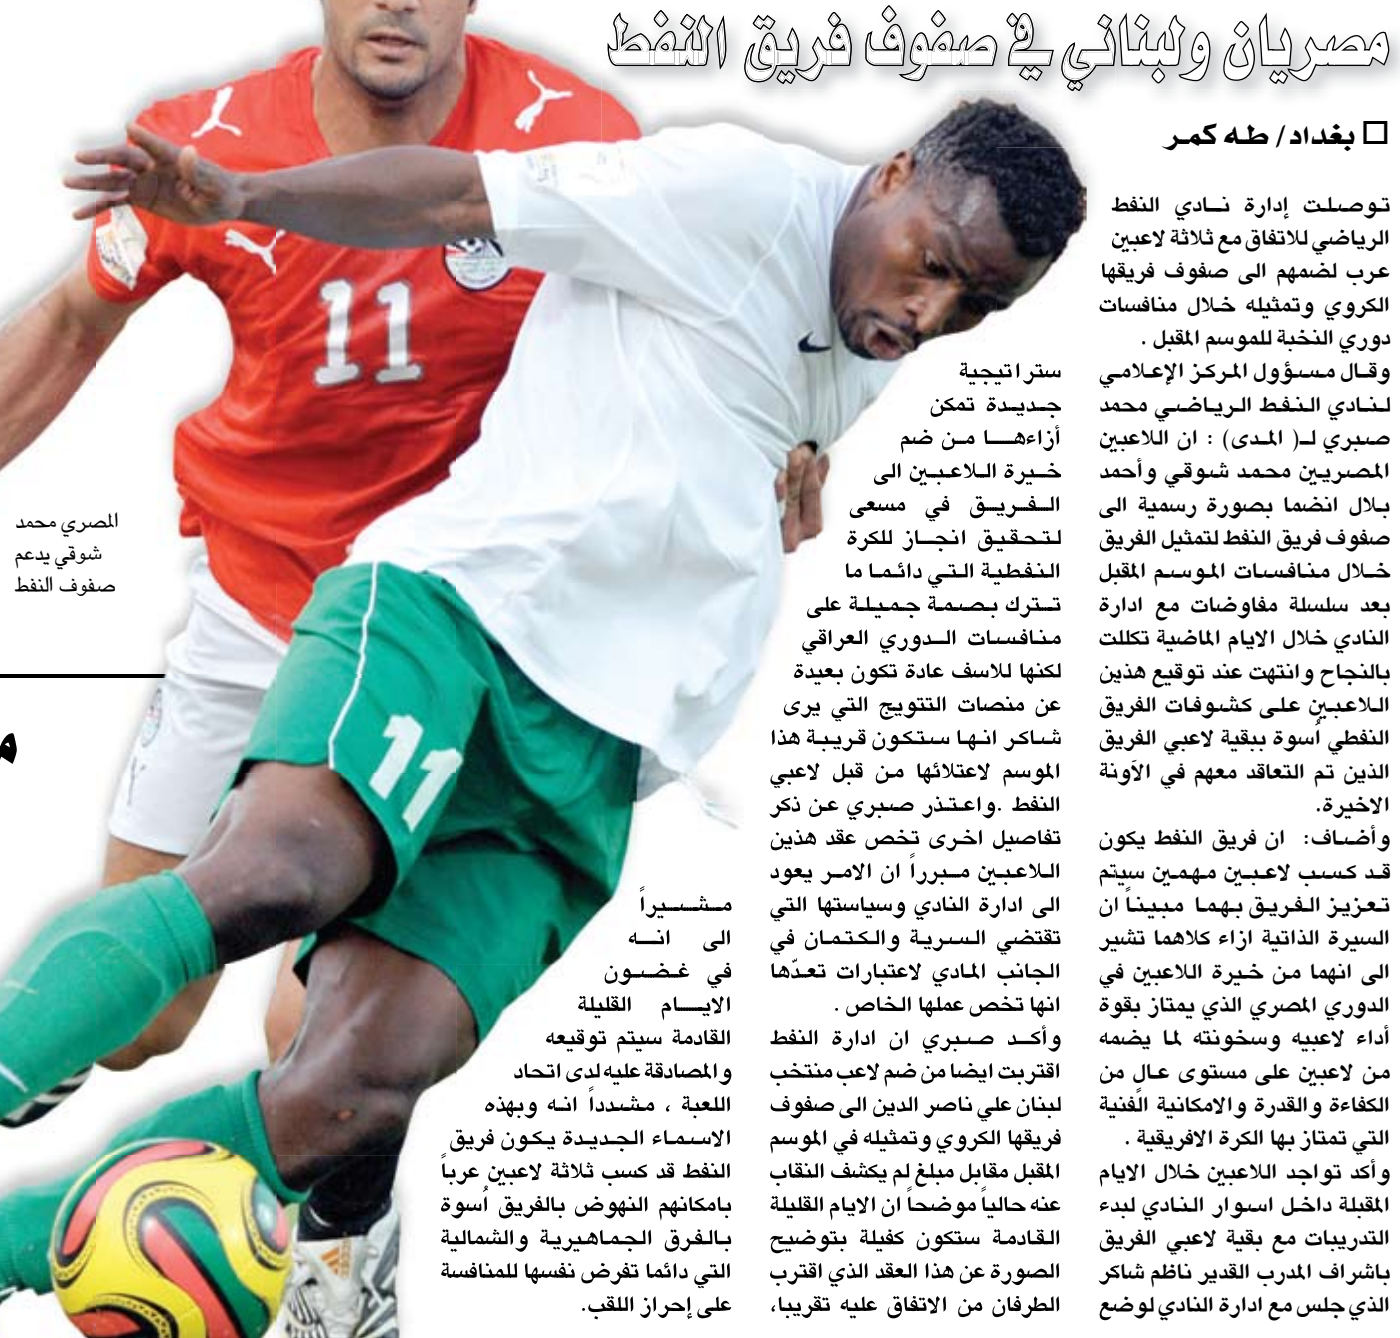 مصريان ولبناني في صفوف فريق النفط
□ بغداد/ طه كمر
توصلت إدارة نادي النفط
الرياضي للاتفاق مع ثلاثة لاعبين
عرب لضمهم الى صفوف فريقها
الكروي وتمثيله خلال منافسات
دوري النخبة للموسم المقبل .
وقال مسؤول المركز الإعلامي
لنادي النفط الرياضي محمد
صبري لـ( المدى) : ان اللاعبين
المصريين محمد شوقي وأحمد
بلال انضما بصورة رسمية الى
صفوف فريق النفط لتمثيل الفريق
خلال منافسات الموسم المقبل
بعد سلسلة مفاوضات مع ادارة
النادي خلال الايام الماضية تكللت
بالنجاح وانتهت عند توقيع هذين
اللاعبين على كشوفات الفريق
النفطي أُسوة ببقية لاعبي الفريق
الذين تم التعاقد معهم في الآونة
الاخيرة.
وأضاف: ان فريق النفط يكون
قد كسب لاعبين مهمين سيتم
تعزيز الفريق بهما مبيناً ان
السيرة الذاتية ازاء كلاهما تشير
الى انهما من خيرة اللاعبين في
الدوري المصري الذي يمتاز بقوة
أداء لاعبيه وسخونته لما يضمه
من لاعبين على مستوى عالٍ من
الكفاءة والقدرة والامكانية الفنية
التي تمتاز بها الكرة الافريقية .
وأكد تواجد اللاعبين خلال الايام
المقبلة داخل اسوار النادي لبدء
التدريبات مع بقية لاعبي الفريق
باشراف المدرب القدير ناظم شاكر
الذي جلس مع ادارة النادي لوضع
ستراتيجية
جديدة تمكن
أزاءها من ضم
خيرة اللاعبين الى
الفريق في مسعى
لتحقيق انجاز للكرة
النفطية التي دائما ما
تترك بصمة جميلة على
منافسات الدوري العراقي
لكنها للاسف عادة تكون بعيدة
عن منصات التتويج التي يرى
شاكر انها ستكون قريبة هذا
الموسم لاعتلائها من قبل لاعبي
النفط .واعتذر صبري عن ذكر
تفاصيل اخرى تخص عقد هذين
اللاعبين مبرراً ان الامر يعود
الى ادارة النادي وسياستها التي
تقتضي السرية والكتمان في
الجانب المادي لاعتبارات تعدّها
انها تخص عملها الخاص .
وأكد صبري ان ادارة النفط
اقتربت ايضا من ضم لاعب منتخب
لبنان علي ناصر الدين الى صفوف
فريقها الكروي وتمثيله في الموسم
المقبل مقابل مبلغ لم يكشف النقاب
عنه حالياً موضحاً ان الايام القليلة
القادمة ستكون كفيلة بتوضيح
الصورة عن هذا العقد الذي اقترب
الطرفان من الاتفاق عليه تقريبا،
مشيراً
الى انه
في غضون
الايام القليلة
القادمة سيتم توقيعه
والمصادقة عليه لدى اتحاد
اللعبة ، مشدداً انه وبهذه
الاسماء الجديدة يكون فريق
النفط قد كسب ثلاثة لاعبين عرباً
بامكانهم النهوض بالفريق أُسوة
بالفرق الجماهيرية والشمالية
التي دائما تفرض نفسها للمنافسة
على إحراز اللقب.
المصري محمد
شوقي يدعم
صفوف النفط
11
11